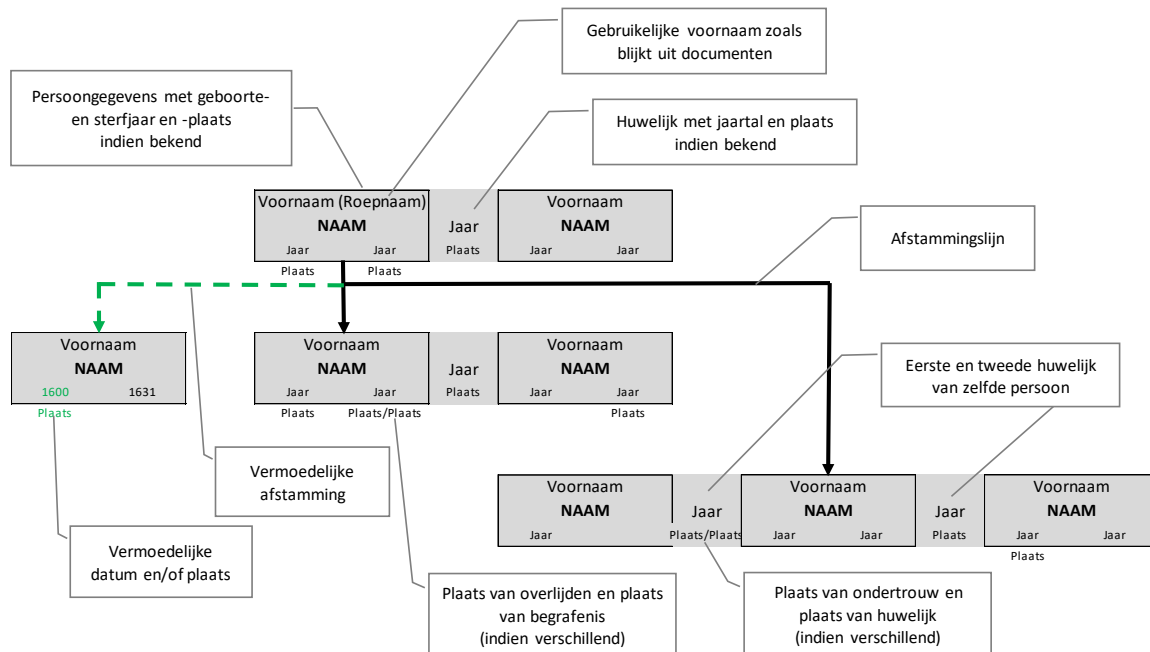 Gebruikelijke voornaam zoals
blijkt uit documenten
Persoongegevens met geboorte-
en sterfjaar en -plaats
indien bekend
Huwelijk met jaartal en plaats
indien bekend
Voornaam (Roepnaam)
NAAM
Jaar Jaar
Plaats Plaats
Jaar
Plaats
Voornaam
NAAM
Jaar Jaar
Afstammingslijn
Voornaam
NAAM
1600 1631
Plaats
Voornaam
NAAM
Jaar Jaar
Plaats Plaats/Plaats
Jaar
Plaats
Voornaam
NAAM
Jaar Jaar
Plaats
Eerste en tweede huwelijk
van zelfde persoon
Vermoedelijke
afstamming
Voornaam
NAAM
Jaar
Jaar
Plaats/Plaats
Voornaam
NAAM
Jaar Jaar
Jaar
Plaats
Voornaam
NAAM
Jaar Jaar
Plaats
Vermoedelijke
datum en/of plaats
Plaats van overlijden en plaats
van begrafenis
(indien verschillend)
Plaats van ondertrouw en
plaats van huwelijk
(indien verschillend)